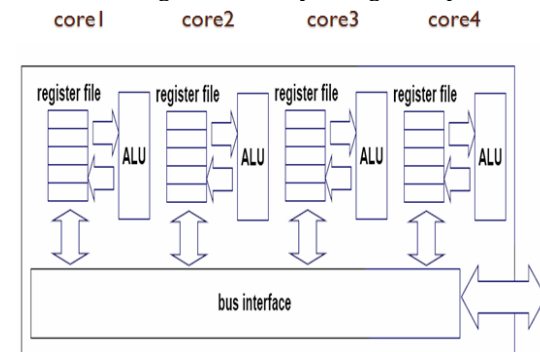 core1 core2 core3 core4
register file register file register file register file
ALU ALU ALU ALU
bus interface